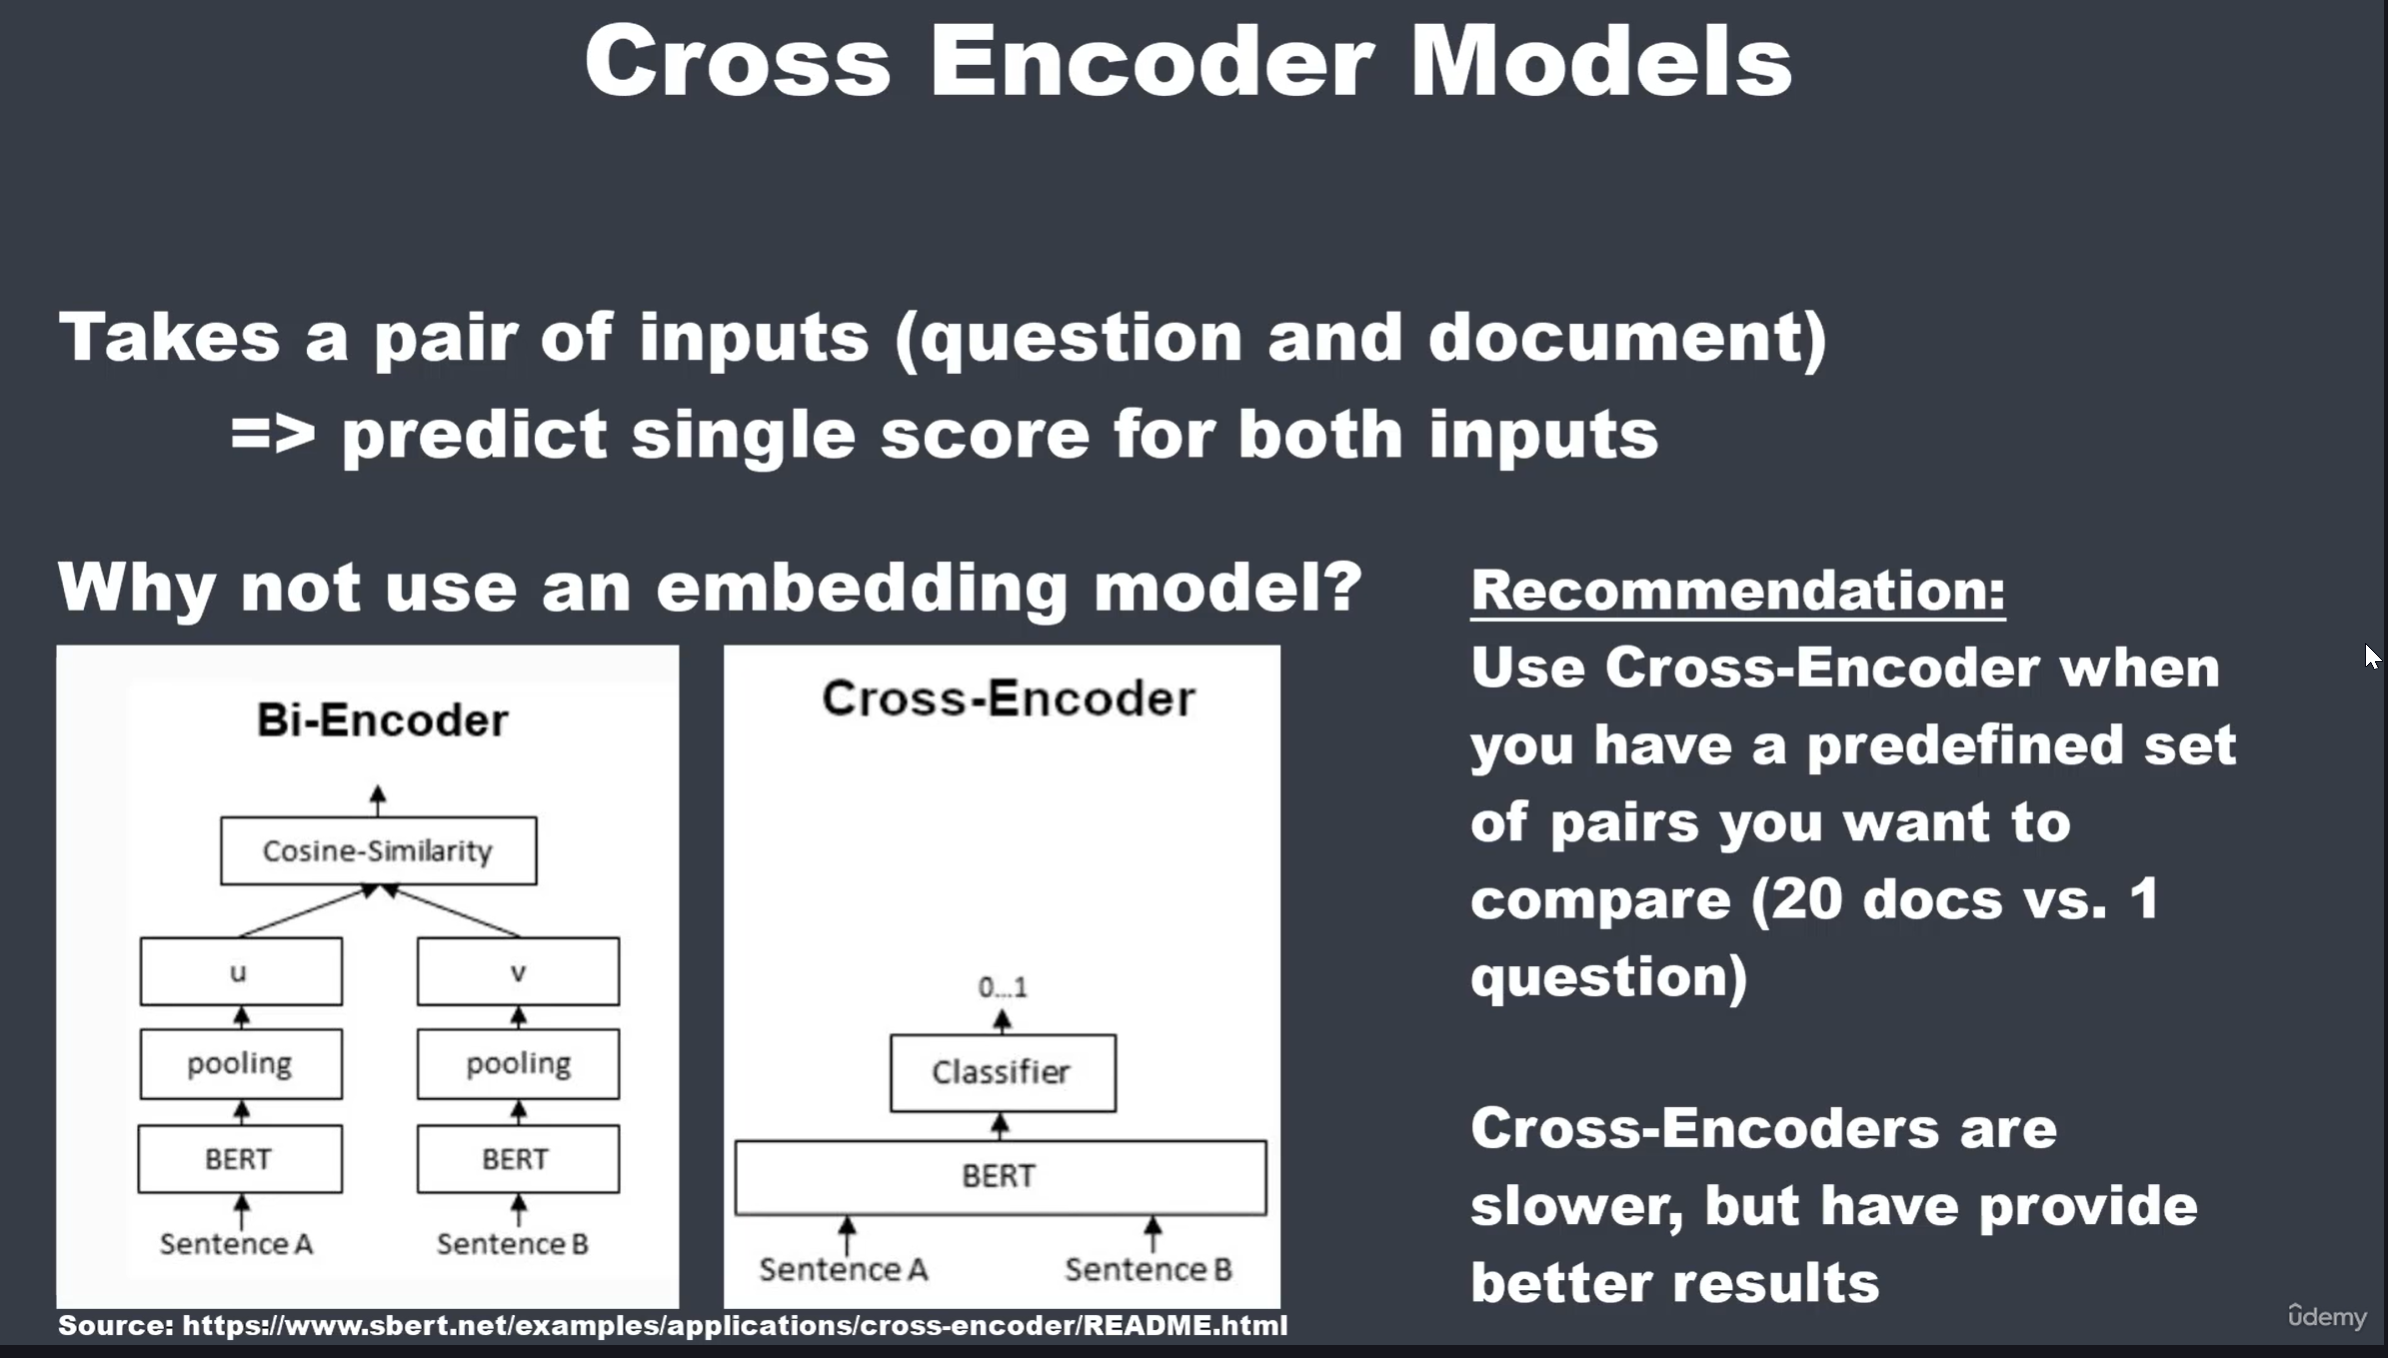 Cross Encoder Models
Takes a pair of inputs (question and document)
=> predict single score for both inputs
Why not use an embedding model?
Bi-Encoder
Cosine-Similarity
u
v
pooling
pooling
BERT
BERT
Sentence A
Sentence B
Cross-Encoder
0...1
Classifier
BERT
Sentence A
Sentence B
Source: https://www.sbert.net/examples/applications/cross-encoder/README.html
Recommendation:
Use Cross-Encoder when
you have a predefined set
of pairs you want to
compare (20 docs vs. 1
question)
Cross-Encoders are
slower, but have provide
better results
ûdemy